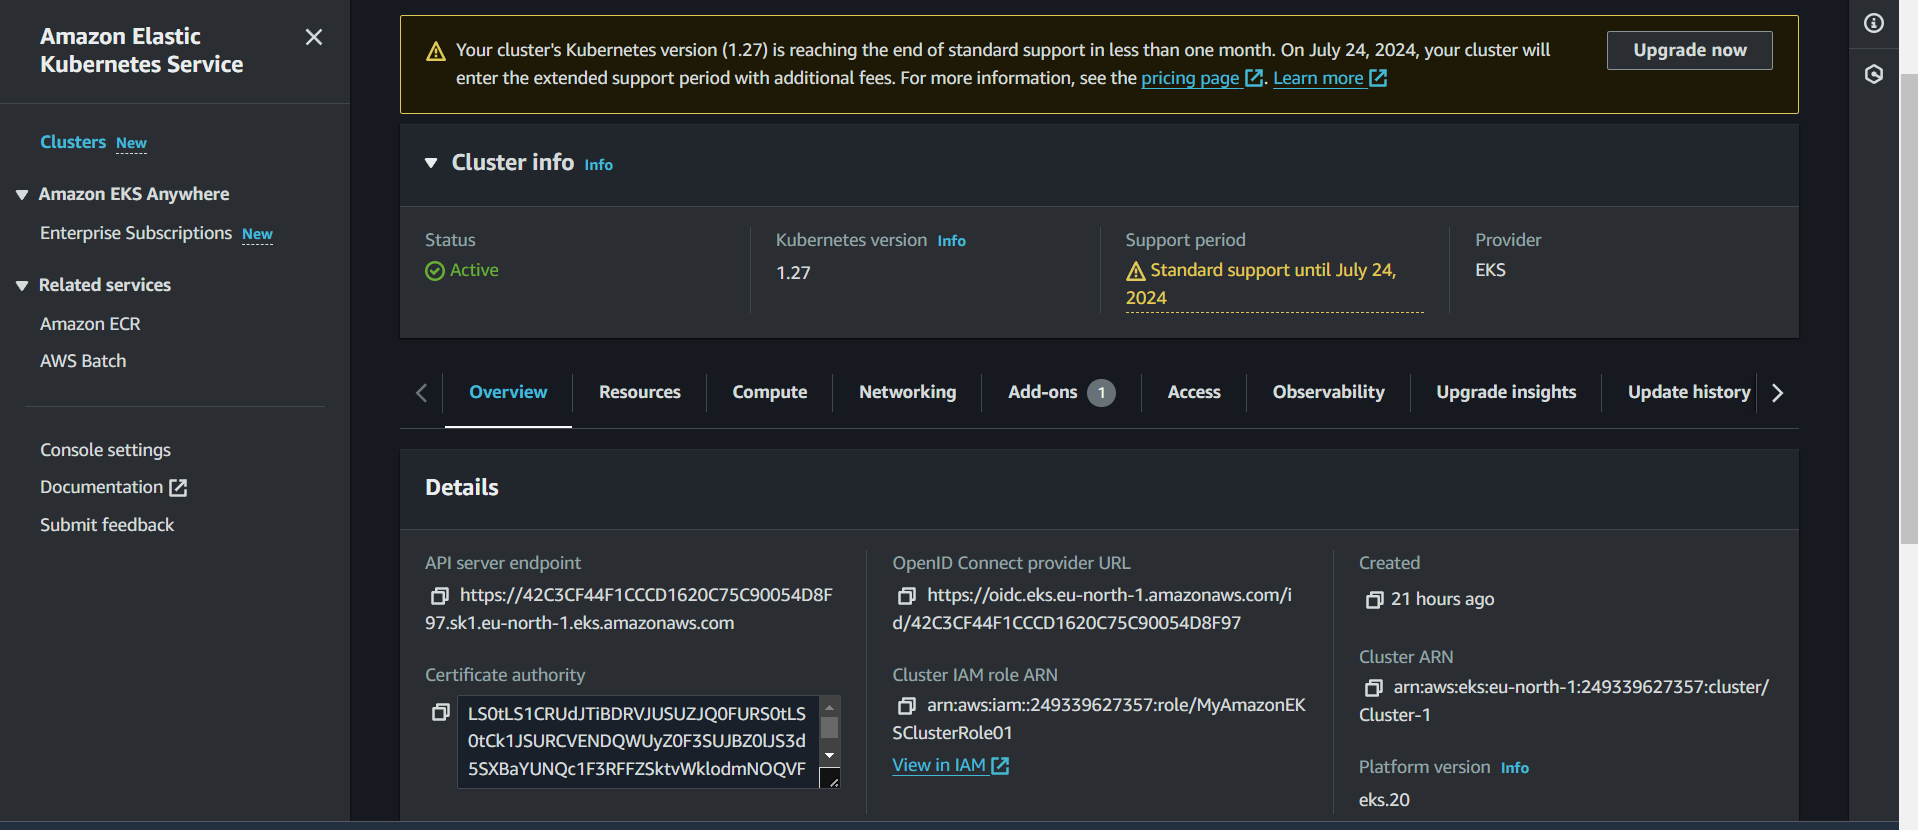 Amazon Elastic
Kubernetes Service
Clusters New
Amazon EKS Anywhere
Enterprise Subscriptions New
Related services
Amazon ECR
AWS Batch
Console settings
Documentation
Submit feedback
Your cluster's Kubernetes version (1.27) is reaching the end of standard support in less than one month. On July 24, 2024, your cluster will
enter the extended support period with additional fees. For more information, see the pricing page. Learn more
Upgrade now
Cluster info Info
Status
Active
Kubernetes version Info
1.27
Support period
Standard support until July 24,
2024
Provider
EKS
Overview Resources Compute Networking Add-ons 1 Access Observability Upgrade insights Update history
Details
API server endpoint
https://42C3CF44F1CCCD1620C75C90054D8F
97.sk1.eu-north-1.eks.amazonaws.com
Certificate authority
LS0tLS1CRUdJTiBDRVJUSUZJQ0FURS0tLS
0tCk1JSURCVENDQWUyZ0F3SUJBZ0lJS3d
5SXBaYUNQc1F3RFFZSktvWklodmNOQVF
OpenID Connect provider URL
https://oidc.eks.eu-north-1.amazonaws.com/i
d/42C3CF44F1CCCD1620C75C90054D8F97
Cluster IAM role ARN
arn:aws:iam::249339627357:role/MyAmazonEK
SClusterRole01
View in IAM
Created
21 hours ago
Cluster ARN
arn:aws:eks:eu-north-1:249339627357:cluster/
Cluster-1
Platform version Info
eks.20